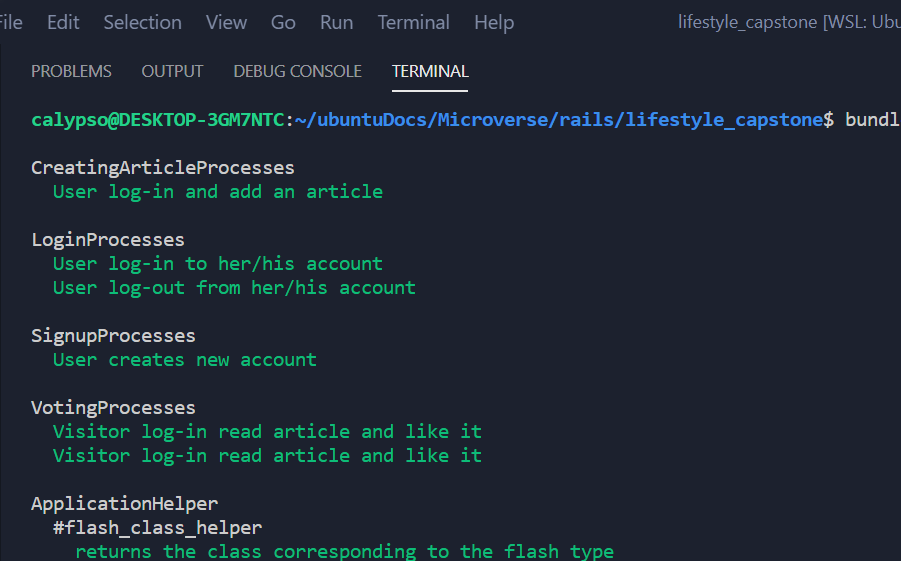 File Edit Selection View Go Run Terminal Help lifestyle_capstone [WSL: Ubu
PROBLEMS OUTPUT DEBUG CONSOLE TERMINAL
calypso@DESKTOP-3GM7NTC:~/ubuntuDocs/Microverse/rails/lifestyle_capstone$ bundl
CreatingArticleProcesses
User log-in and add an article
LoginProcesses
User log-in to her/his account
User log-out from her/his account
SignupProcesses
User creates new account
VotingProcesses
Visitor log-in read article and like it
Visitor log-in read article and like it
ApplicationHelper
#flash_class_helper
returns the class corresponding to the flash type